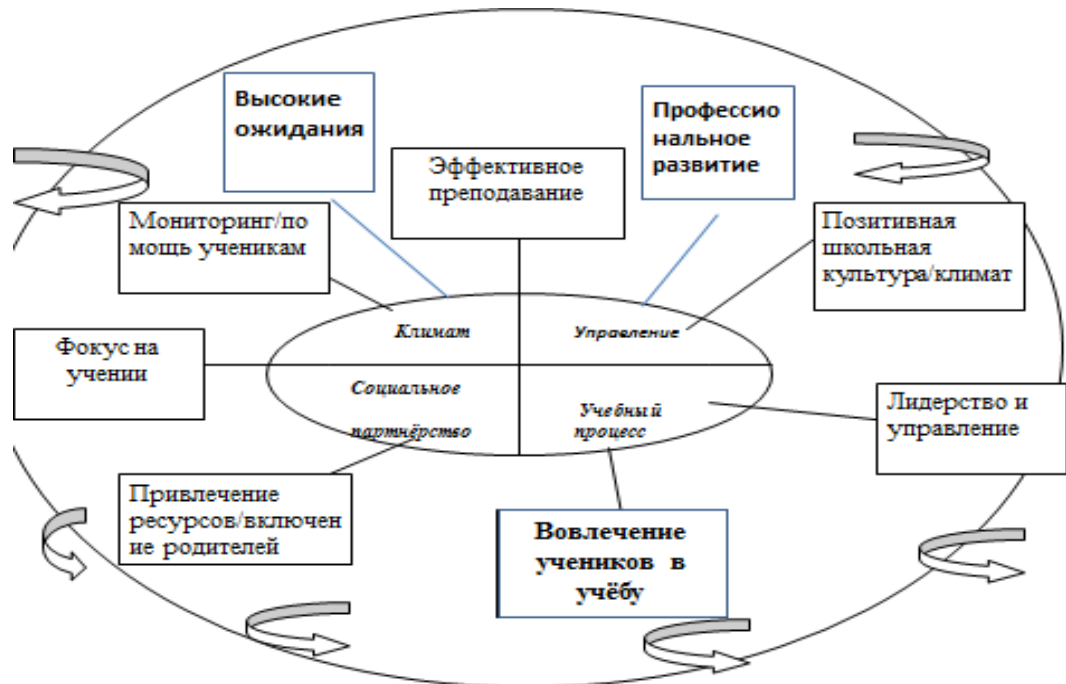 Высокие
ожидания
Профессио
нальное
развитие
Эффективное
преподавание
Мониторинг/по
мощь ученикам
Позитивная
школьная
культура/климат
Климат
Управление
Фокус на
учении
Социальное
партнёрство
Учебный
процесс
Лидерство и
управление
Привлечение
ресурсов/включен
ие родителей
Вовлечение
учеников в
учёбу